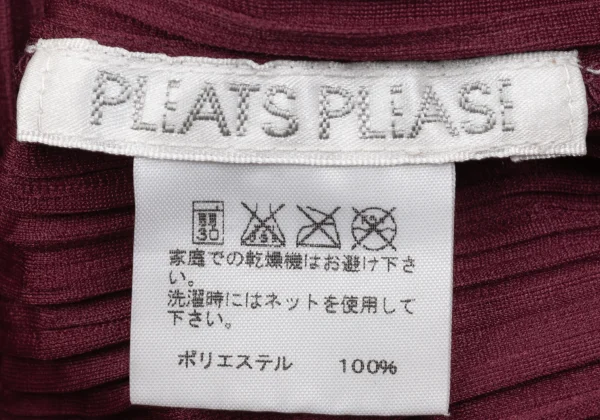 PLEATS PLEASE
30
家庭での乾燥機はお避け下さ
い。
洗濯時にはネットを使用して
下さい。
ポリエステル 100%